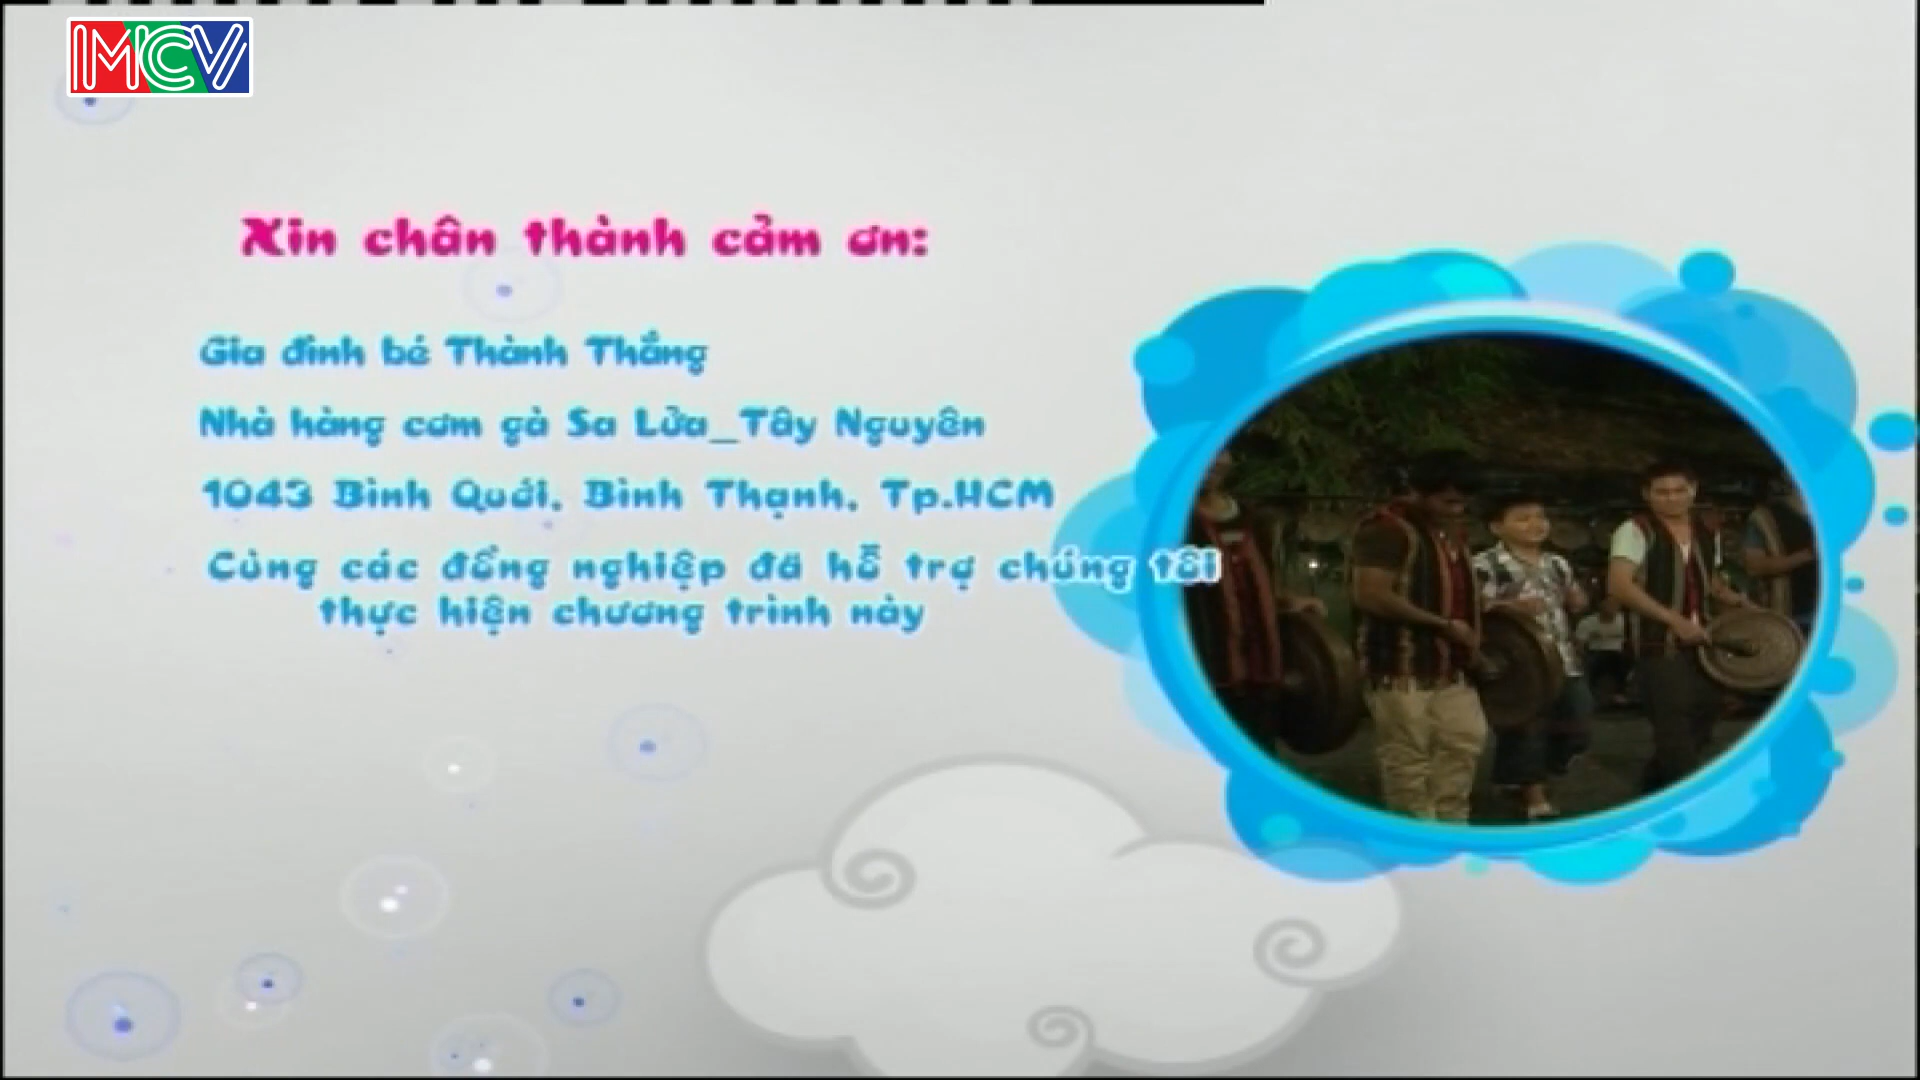 MCV
Xin chân thành cảm ơn:
Gia đình bé Thành Thắng
Nhà hàng cơm gà Sa Lửa_Tây Nguyên
1043 Bình Quới, Bình Thạnh, Tp.HCM
Cùng các đồng nghiệp đã hỗ trợ chúng tôi
thực hiện chương trình này